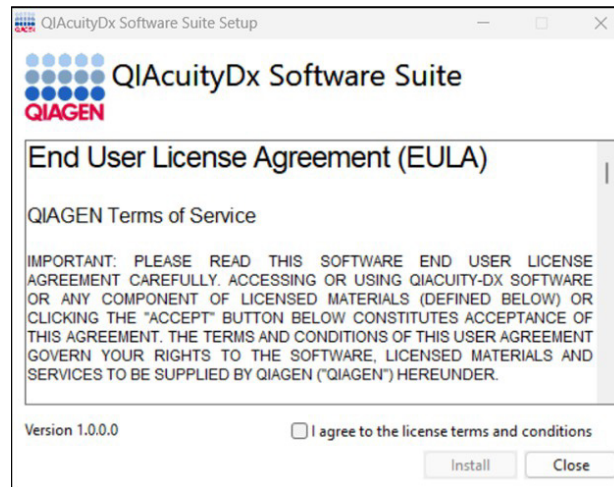 QIAcuityDx Software Suite Setup
QIAcuityDx Software Suite
QIAGEN
End User License Agreement (EULA)
QIAGEN Terms of Service
IMPORTANT: PLEASE READ THIS SOFTWARE END USER LICENSE
AGREEMENT CAREFULLY. ACCESSING OR USING QIACUITY-DX SOFTWARE
OR ANY COMPONENT OF LICENSED MATERIALS (DEFINED BELOW) OR
CLICKING THE "ACCEPT" BUTTON BELOW CONSTITUTES ACCEPTANCE OF
THIS AGREEMENT. THE TERMS AND CONDITIONS OF THIS USER AGREEMENT
GOVERN YOUR RIGHTS TO THE SOFTWARE, LICENSED MATERIALS AND
SERVICES TO BE SUPPLIED BY QIAGEN ("QIAGEN") HEREUNDER.
Version 1.0.0.0
I agree to the license terms and conditions
Install
Close